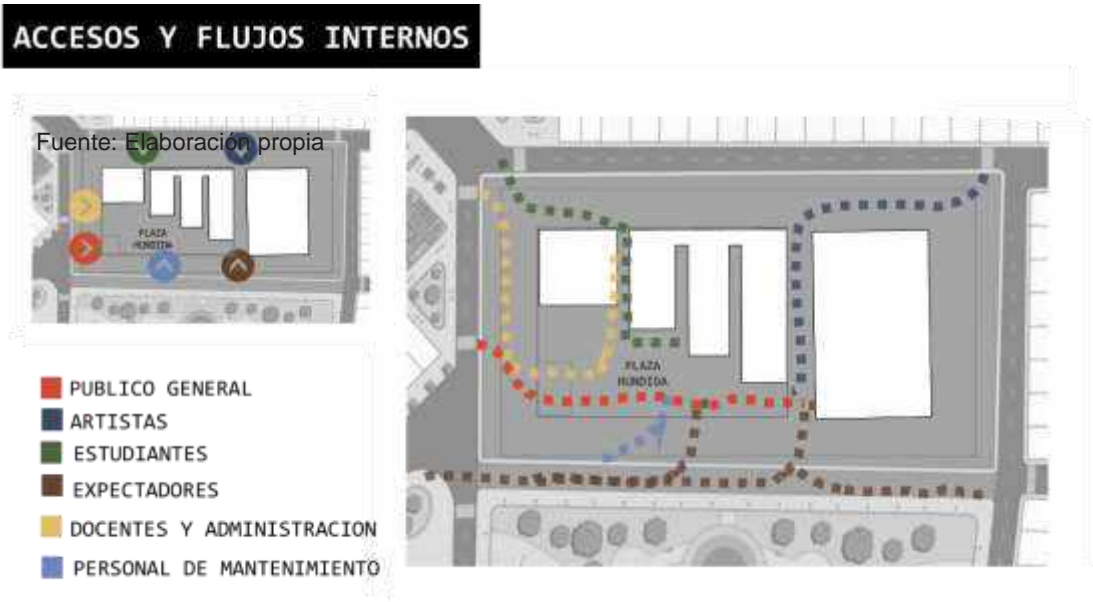 ACCESOS Y FLUJOS INTERNOS
Fuente: Elaboración propia
PLAZA
HUNDIDA
PLAZA
HUNDIDA
PUBLICO GENERAL
ARTISTAS
ESTUDIANTES
EXPECTADORES
DOCENTES Y ADMINISTRACION
PERSONAL DE MANTENIMIENTO